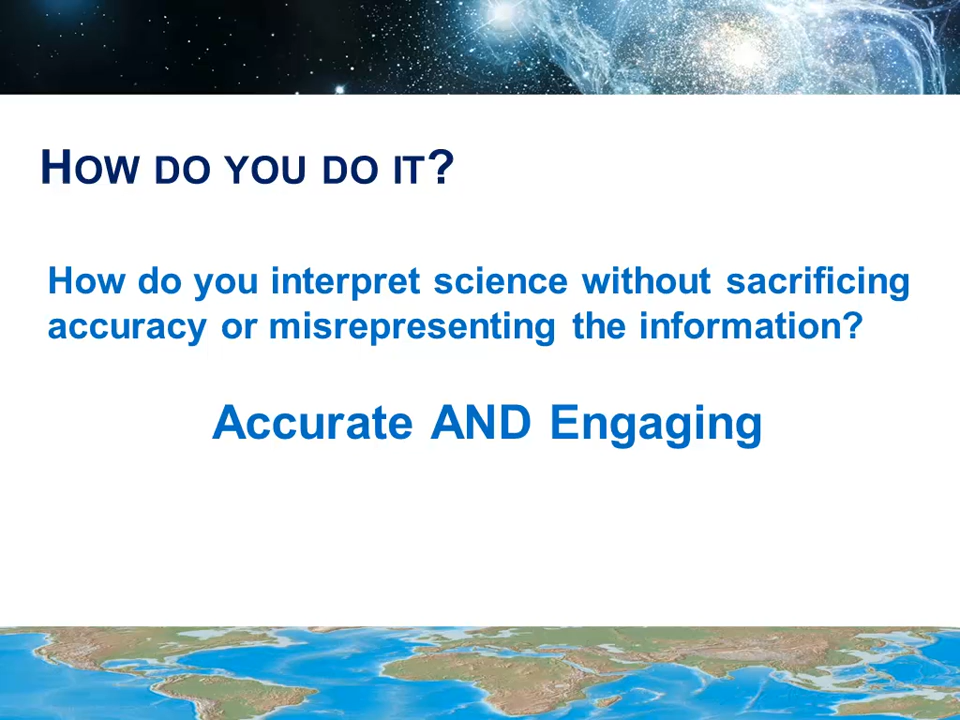 How do you do it?
How do you interpret science without sacrificing
accuracy or misrepresenting the information?
Accurate AND Engaging